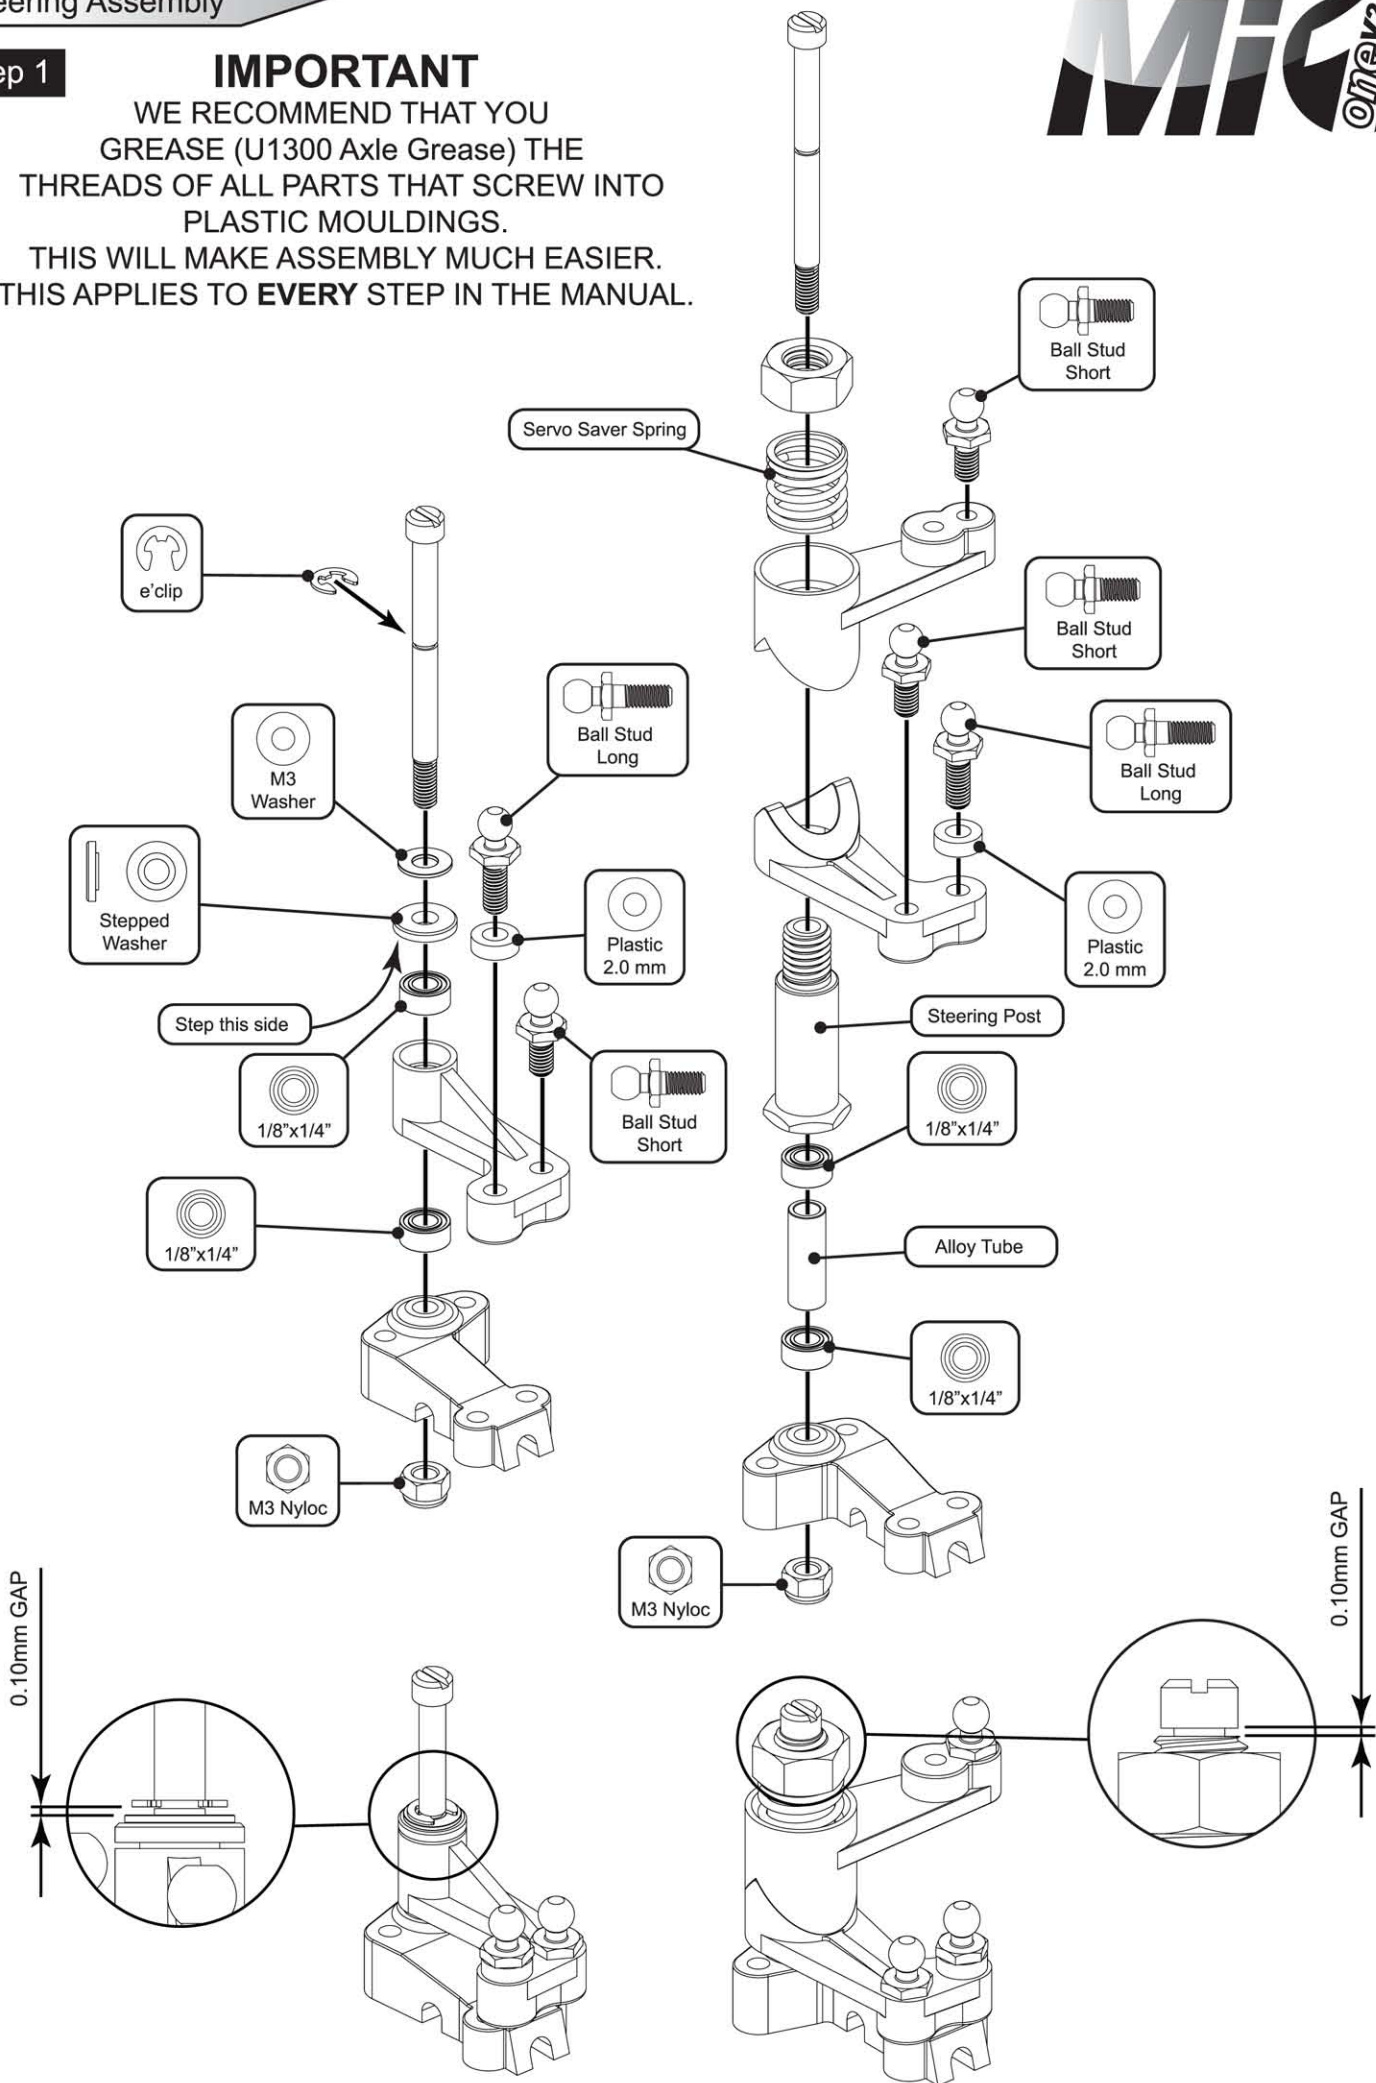 eering Assembly
ep 1
IMPORTANT
WE RECOMMEND THAT YOU
GREASE (U1300 Axle Grease) THE
THREADS OF ALL PARTS THAT SCREW INTO
PLASTIC MOULDINGS.
THIS WILL MAKE ASSEMBLY MUCH EASIER.
THIS APPLIES TO EVERY STEP IN THE MANUAL.
Ball Stud
Short
Servo Saver Spring
e'clip
Ball Stud
Short
Ball Stud
Long
M3
Washer
Ball Stud
Long
Stepped
Washer
Plastic
2.0 mm
Plastic
2.0 mm
Step this side
Steering Post
1/8”x1/4”
Ball Stud
Short
1/8”x1/4”
1/8”x1/4”
Alloy Tube
1/8”x1/4”
M3 Nyloc
M3 Nyloc
0.10mm GAP
0.10mm GAP